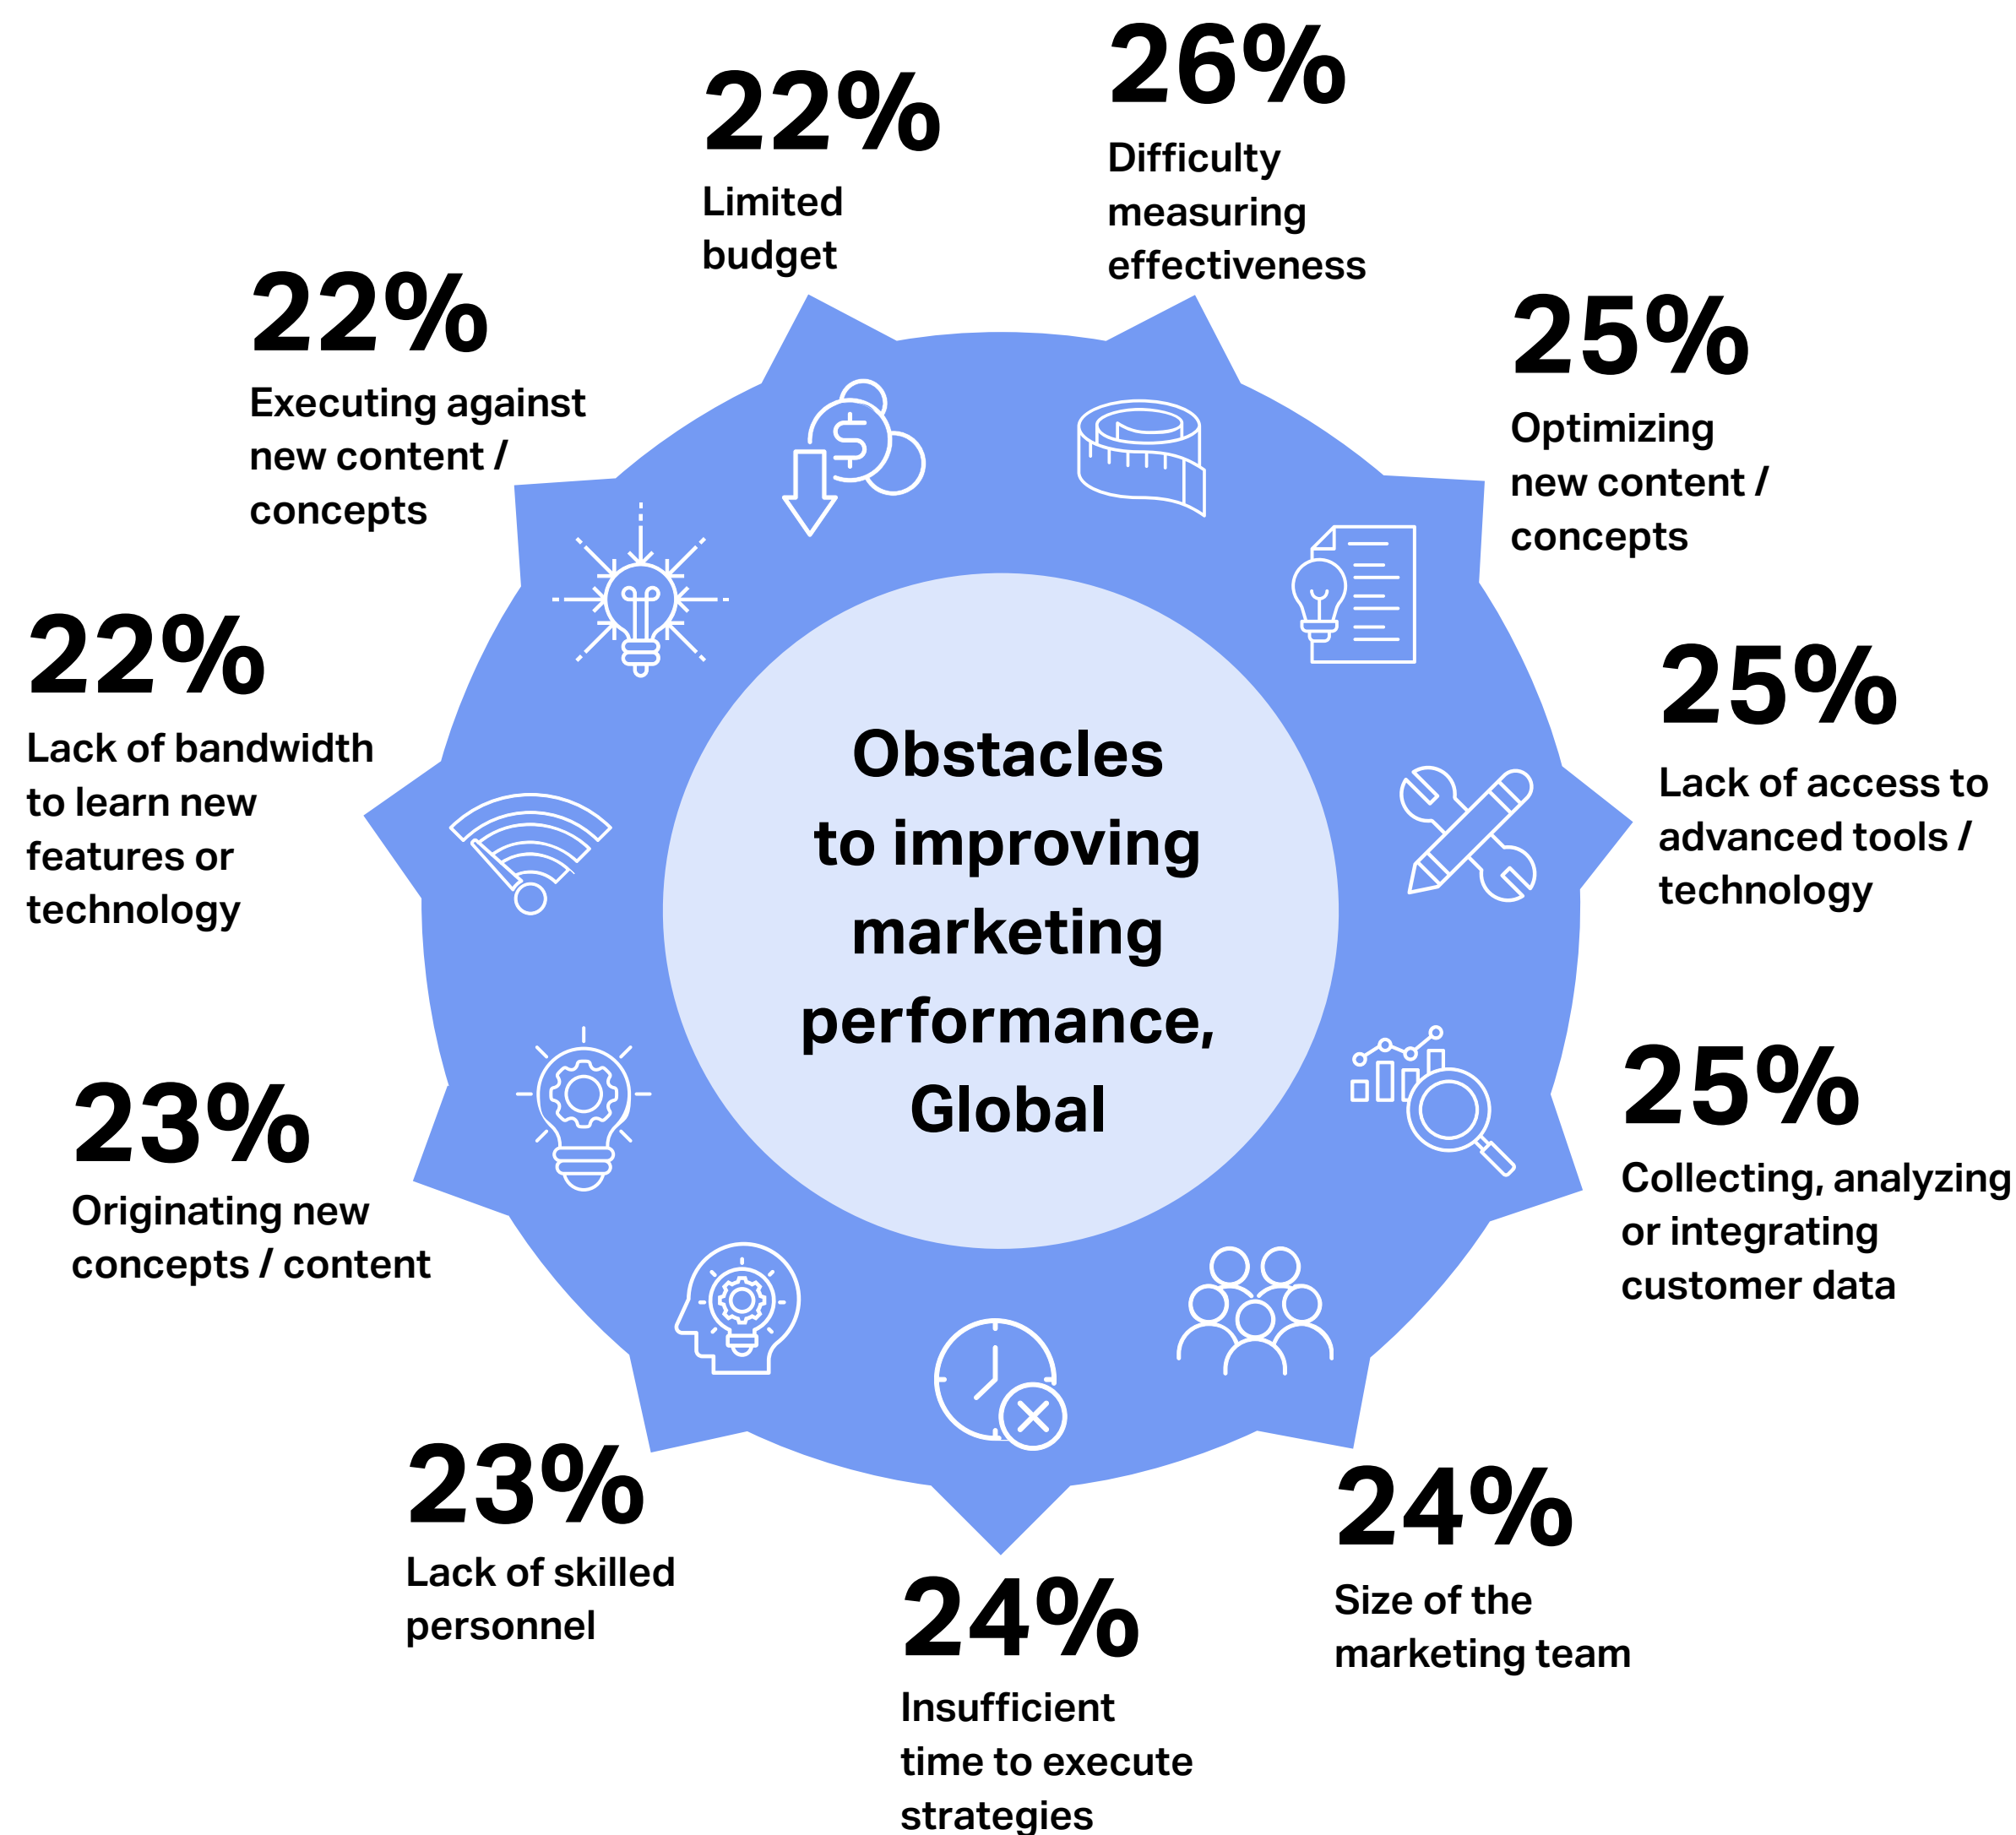 Obstacles
to improving
marketing
performance,
Global
26%
Difficulty
measuring
effectiveness
25%
Optimizing
new content /
concepts
25%
Lack of access to
advanced tools /
technology
25%
Collecting, analyzing
or integrating
customer data
24%
Size of the
marketing team
24%
Insufficient
time to execute
strategies
23%
Lack of skilled
personnel
23%
Originating new
concepts / content
22%
Lack of bandwidth
to learn new
features or
technology
22%
Executing against
new content /
concepts
22%
Limited
budget
$